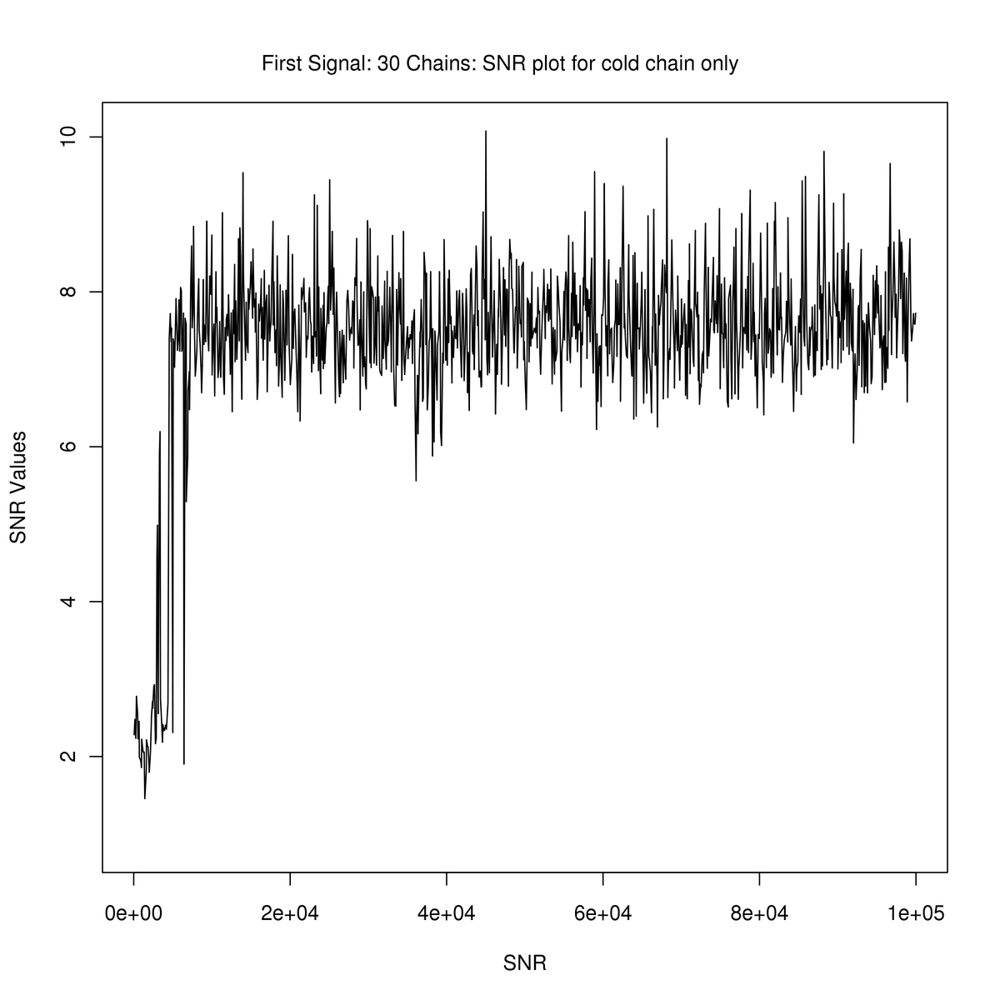 First Signal: 30 Chains: SNR plot for cold chain only
10
8
6
4
2
SNR Values
0e+00 2e+04 4e+04 6e+04 8e+04 1e+05
SNR